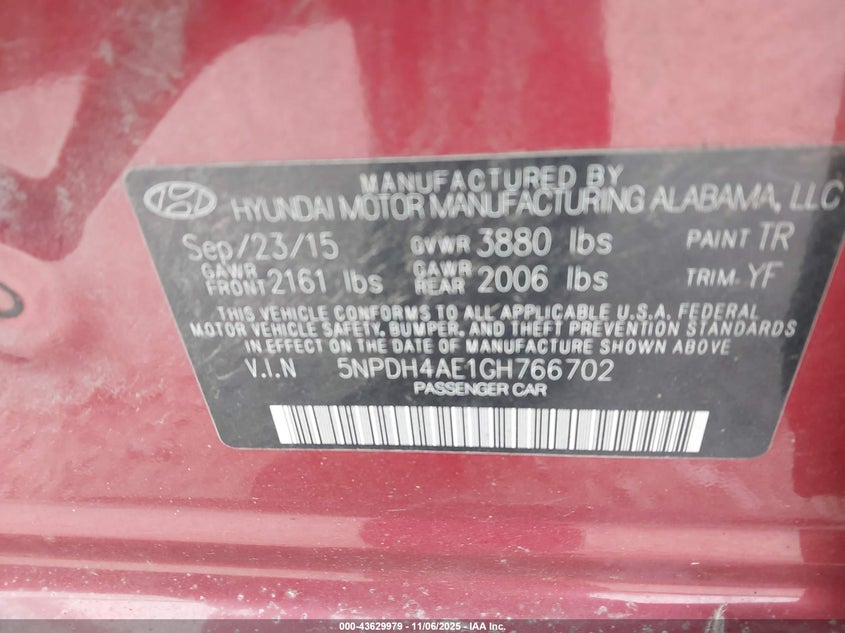 MANUFACTURED BY
HYUNDAI MOTOR MANUFACTURING ALABAMA, LLC
Sep/23/15 GVWR 3880 lbs PAINT TR
GAWR FRONT 2161 lbs GAWR REAR 2006 lbs TRIM YF
THIS VEHICLE CONFORMS TO ALL APPLICABLE U.S.A. FEDERAL
MOTOR VEHICLE SAFETY, BUMPER, AND THEFT PREVENTION STANDARDS
IN EFFECT ON THE DATE OF MANUFACTURE SHOWN ABOVE
V.I.N 5NPDH4AE1GH766702
PASSENGER CAR
000-43629979 - 11/06/2025 - IAA Inc.